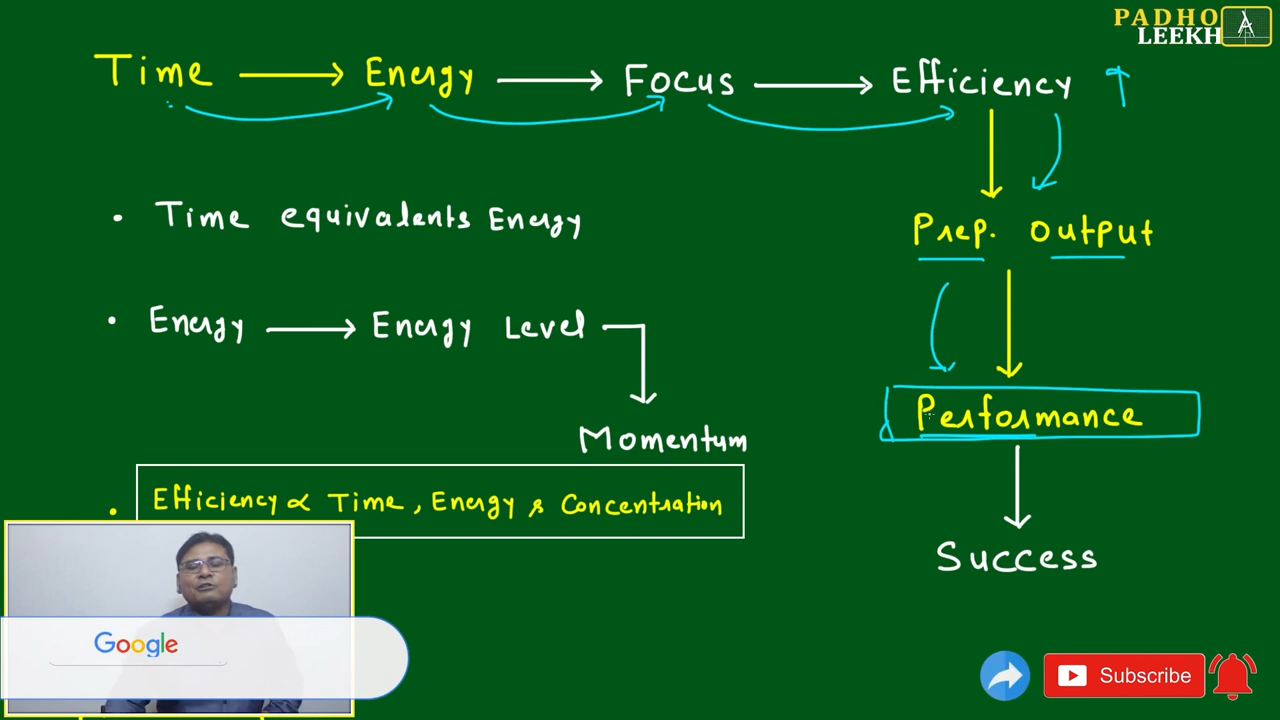 PADHO
LEEKH
Time → Energy → Focus → Efficiency ↑
• Time equivalents Energy
Prep. Output
• Energy → Energy Level
Performance
Momentum
• Efficiency ∝ Time, Energy & Concentration
Success
Google
Subscribe